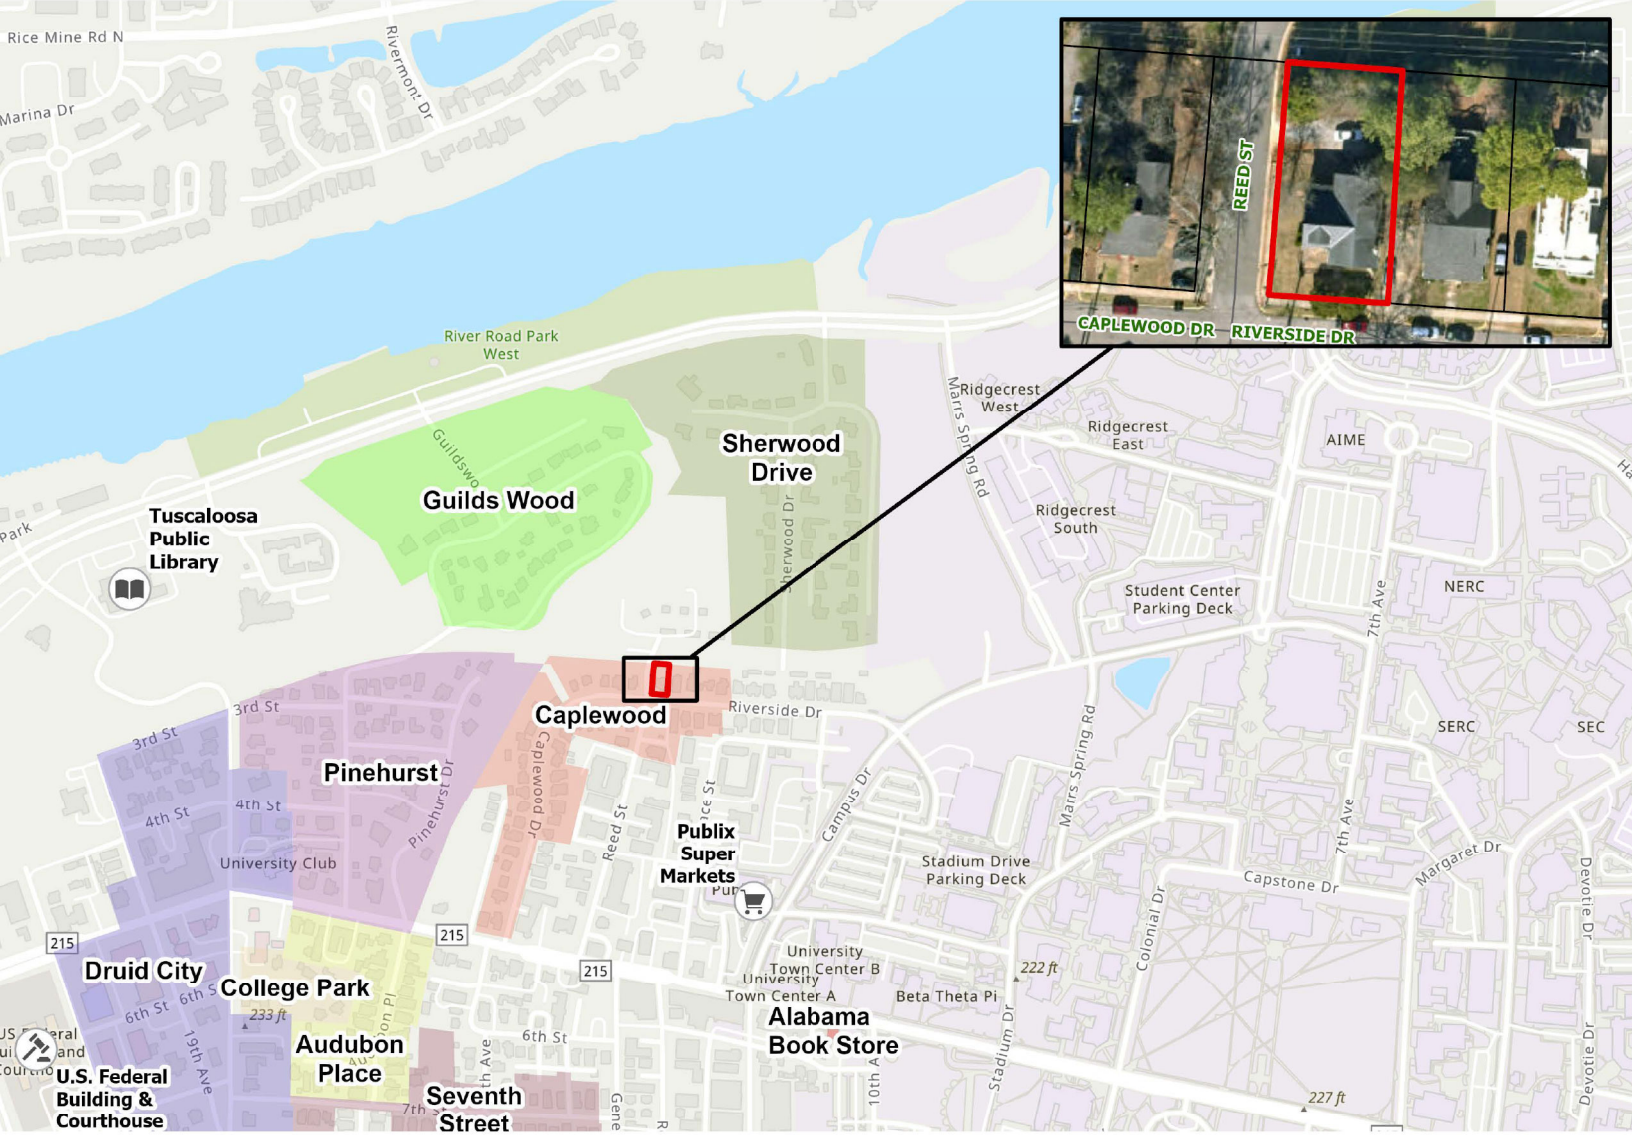 Rice Mine Rd N
Rivermont Dr
Marina Dr
REED ST
CAPLEWOOD DR
RIVERSIDE DR
River Road Park
West
Marrs Spring Rd
Ridgecrest
West
Ridgecrest
East
AIME
Sherwood
Drive
Guilds Wood
Sherwood Dr
Ridgecrest
South
Tuscaloosa
Public
Library
Park
Student Center
Parking Deck
7th Ave
NERC
Riverside Dr
Caplewood
3rd St
3rd St
Pinehurst
Pinehurst Dr
Caplewood Dr
Marrs Spring Rd
SERC
SEC
4th St
4th St
University Club
Reed St
Campus Dr
7th Ave
Publix
Super
Markets
Stadium Drive
Parking Deck
Capstone Dr
Margaret Dr
Devotie Dr
Colonial Dr
215
215
215
Druid City
College Park
6th St
233 ft
19th Ave
University
Town Center B
University
Town Center A
222 ft
Beta Theta Pi
Stadium Dr
Alabama
Book Store
10th A
6th St
Audubon
Place
U.S. Federal
Building &
Courthouse
Seventh
Street
7th S
Gene
227 ft
Devotie Dr